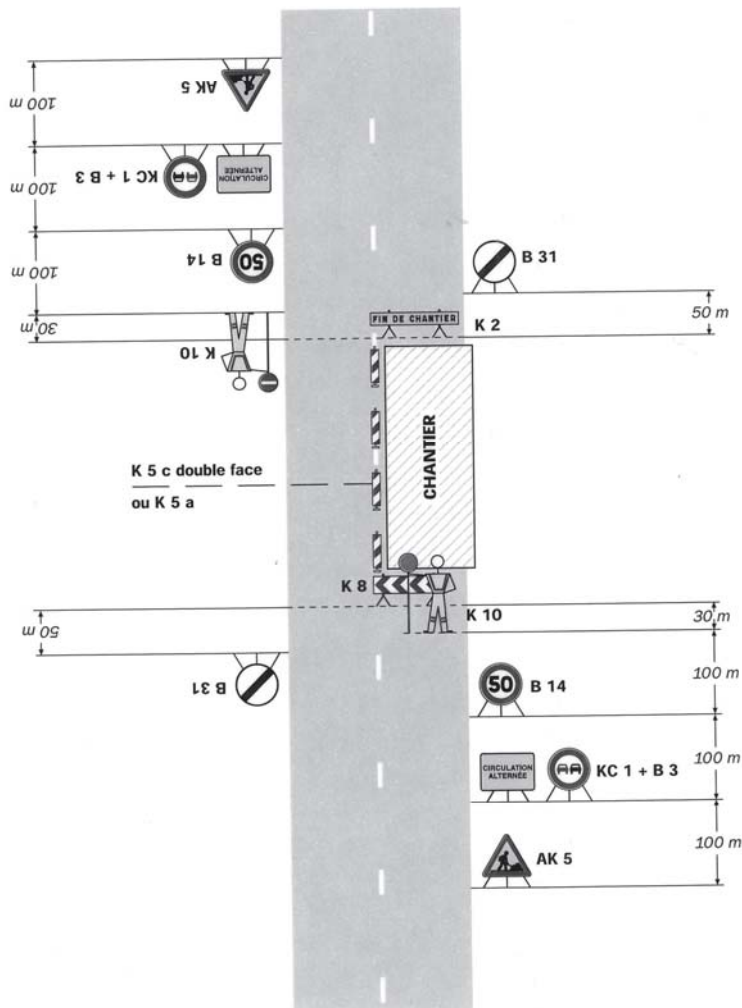 100 m
AK 5
100 m
KC 1 + B 3
CIRCULATION
ALTERNÉE
100 m
B 14
50
B 31
50 m
30 m
K 10
FIN DE CHANTIER
K 2
CHANTIER
K 5 c double face
ou K 5 a
K 8
K 10
30 m
50 m
B 31
100 m
50
B 14
CIRCULATION
ALTERNÉE
KC 1 + B 3
100 m
AK 5
100 m